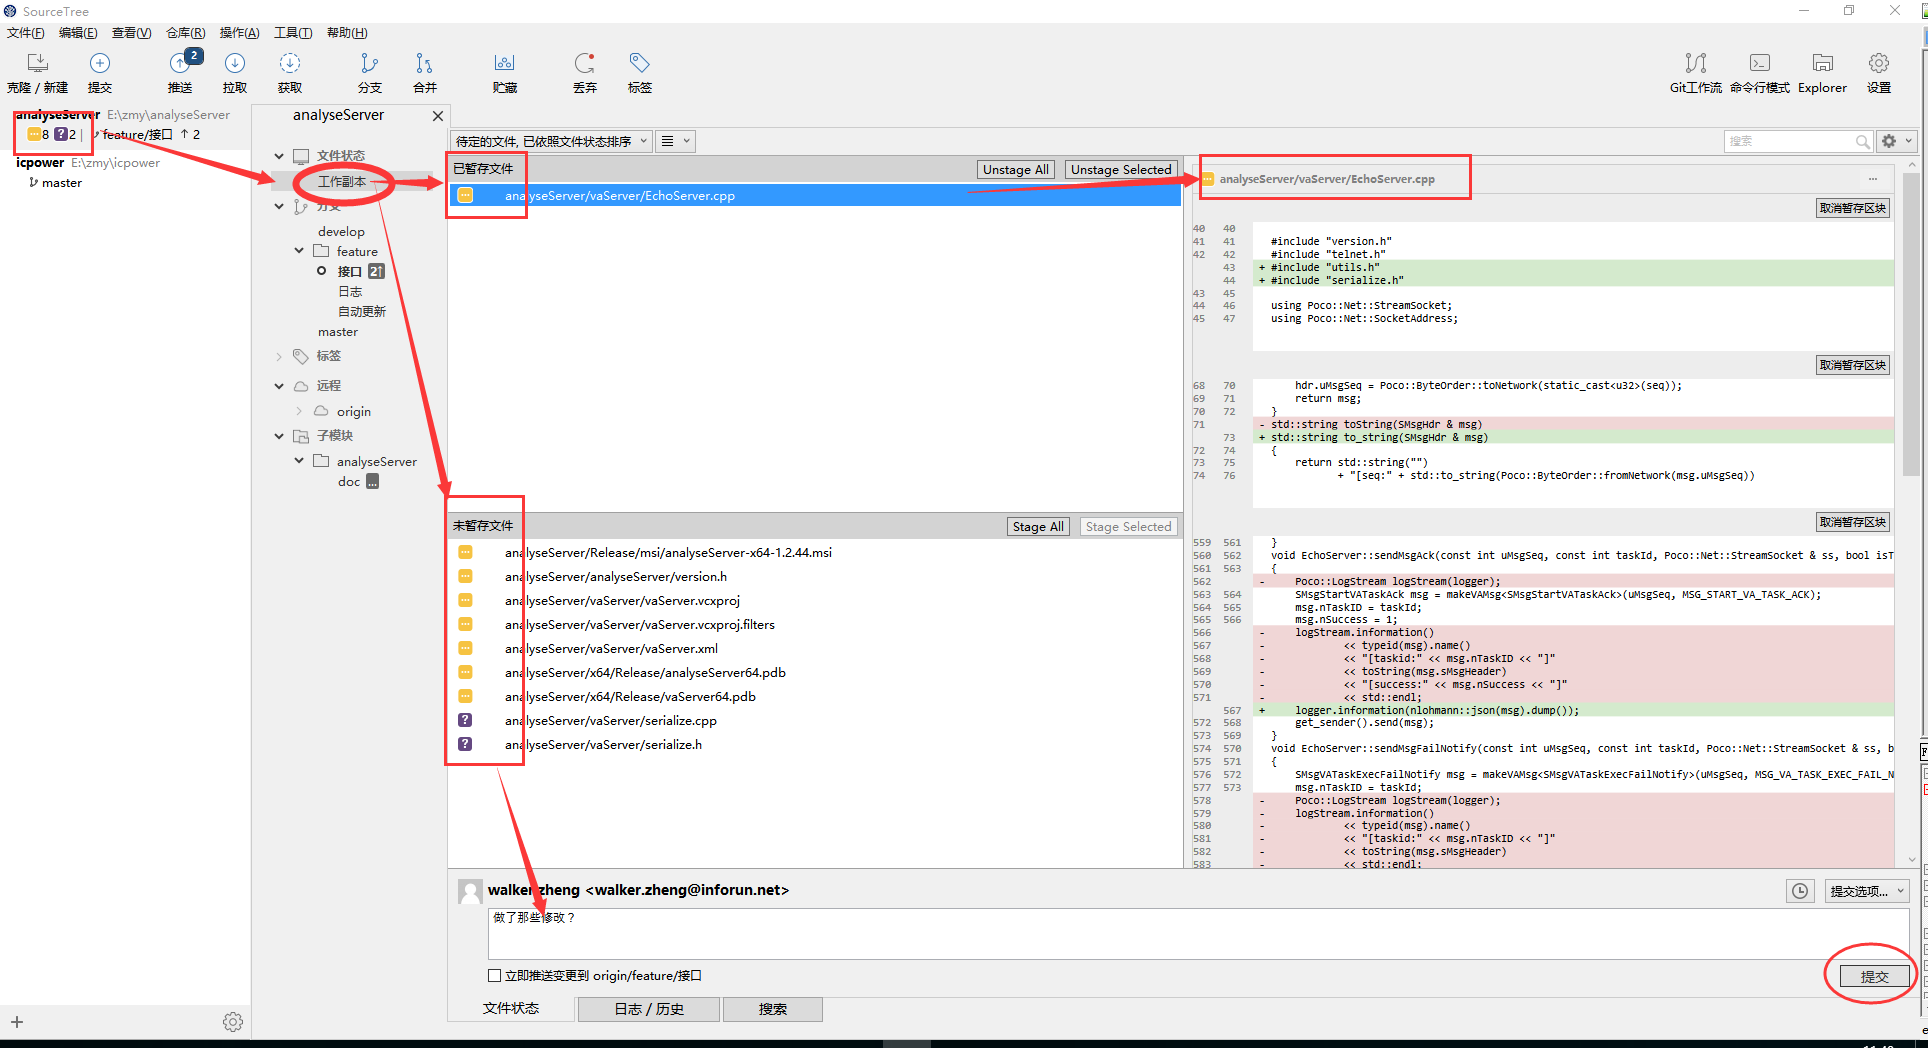 SourceTree
文件(F) 编辑(E) 查看(V) 仓库(R) 操作(A) 工具(T) 帮助(H)
2
克隆 / 新建 提交 推送 拉取 获取 分支 合并 贮藏 丢弃 标签 Git工作流 命令行模式 Explorer 设置
analyseServer E:\zmy\analyseServer
8 ? 2 | feature/接口 ↑ 2
icpower E:\zmy\icpower
master
analyseServer
文件状态
工作副本
分支
develop
feature
接口 2↑
日志
自动更新
master
标签
远程
origin
子模块
analyseServer
doc ...
待定的文件, 已依照文件状态排序
搜索
已暂存文件 Unstage All Unstage Selected
analyseServer/vaServer/EchoServer.cpp
未暂存文件 Stage All Stage Selected
analyseServer/Release/msi/analyseServer-x64-1.2.44.msi
analyseServer/analyseServer/version.h
analyseServer/vaServer/vaServer.vcxproj
analyseServer/vaServer/vaServer.vcxproj.filters
analyseServer/vaServer/vaServer.xml
analyseServer/x64/Release/analyseServer64.pdb
analyseServer/x64/Release/vaServer64.pdb
? analyseServer/vaServer/serialize.cpp
? analyseServer/vaServer/serialize.h
analyseServer/vaServer/EchoServer.cpp ...
取消暂存区块
40 40
41 41 #include "version.h"
42 42 #include "telnet.h"
43 + #include "utils.h"
44 + #include "serialize.h"
43 45
44 46 using Poco::Net::StreamSocket;
45 47 using Poco::Net::SocketAddress;
取消暂存区块
68 70 hdr.uMsgSeq = Poco::ByteOrder::toNetwork(static_cast<u32>(seq));
69 71 return msg;
70 72 }
71 - std::string toString(SMsgHdr & msg)
73 + std::string to_string(SMsgHdr & msg)
72 74 {
73 75 return std::string("")
74 76 + "[seq:" + std::to_string(Poco::ByteOrder::fromNetwork(msg.uMsgSeq))
取消暂存区块
559 561 }
560 562 void EchoServer::sendMsgAck(const int uMsgSeq, const int taskId, Poco::Net::StreamSocket & ss, bool isT
561 563 {
562 - Poco::LogStream logStream(logger);
563 564 SMsgStartVATaskAck msg = makeVAMsg<SMsgStartVATaskAck>(uMsgSeq, MSG_START_VA_TASK_ACK);
564 565 msg.nTaskID = taskId;
565 566 msg.nSuccess = 1;
566 - logStream.information()
567 - << typeid(msg).name()
568 - << "[taskid:" << msg.nTaskID << "]"
569 - << toString(msg.sMsgHeader)
570 - << "[success:" << msg.nSuccess << "]"
571 - << std::endl;
567 + logger.information(nlohmann::json(msg).dump());
572 568 get_sender().send(msg);
573 569 }
574 570 void EchoServer::sendMsgFailNotify(const int uMsgSeq, const int taskId, Poco::Net::StreamSocket & ss, b
575 571 {
576 572 SMsgVATaskExecFailNotify msg = makeVAMsg<SMsgVATaskExecFailNotify>(uMsgSeq, MSG_VA_TASK_EXEC_FAIL_N
577 573 msg.nTaskID = taskId;
578 - Poco::LogStream logStream(logger);
579 - logStream.information()
580 - << typeid(msg).name()
581 - << "[taskid:" << msg.nTaskID << "]"
582 - << toString(msg.sMsgHeader)
583 - << std::endl;
walker.zheng <walker.zheng@inforun.net>
提交选项...
做了那些修改？
立即推送变更到 origin/feature/接口
提交
文件状态 日志 / 历史 搜索